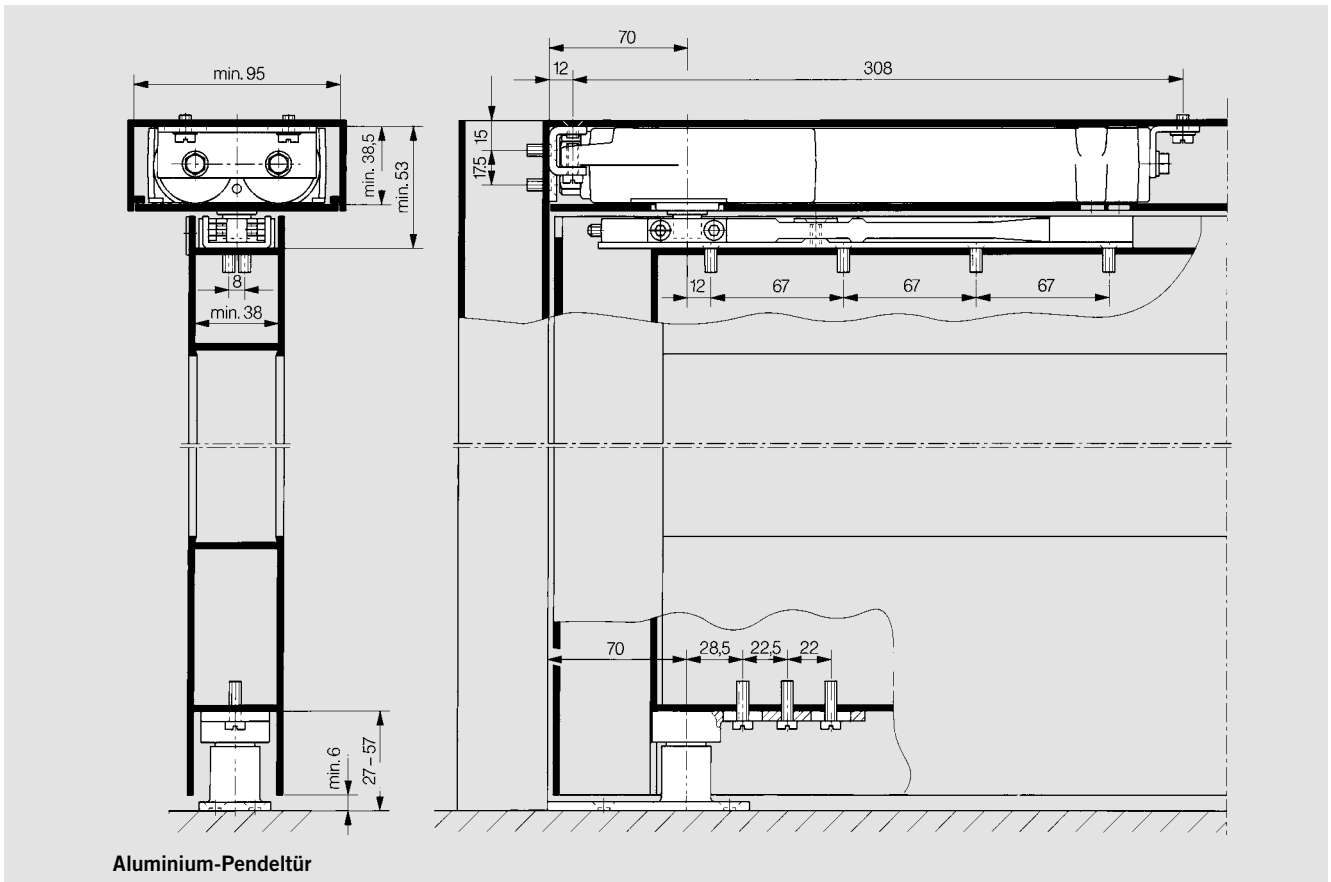 70
min. 95
12
308
15
17,5
min. 38,5
min. 53
8
12
67
67
67
min. 38
70
28,5
22,5
22
min. 6
27 – 57
Aluminium-Pendeltür